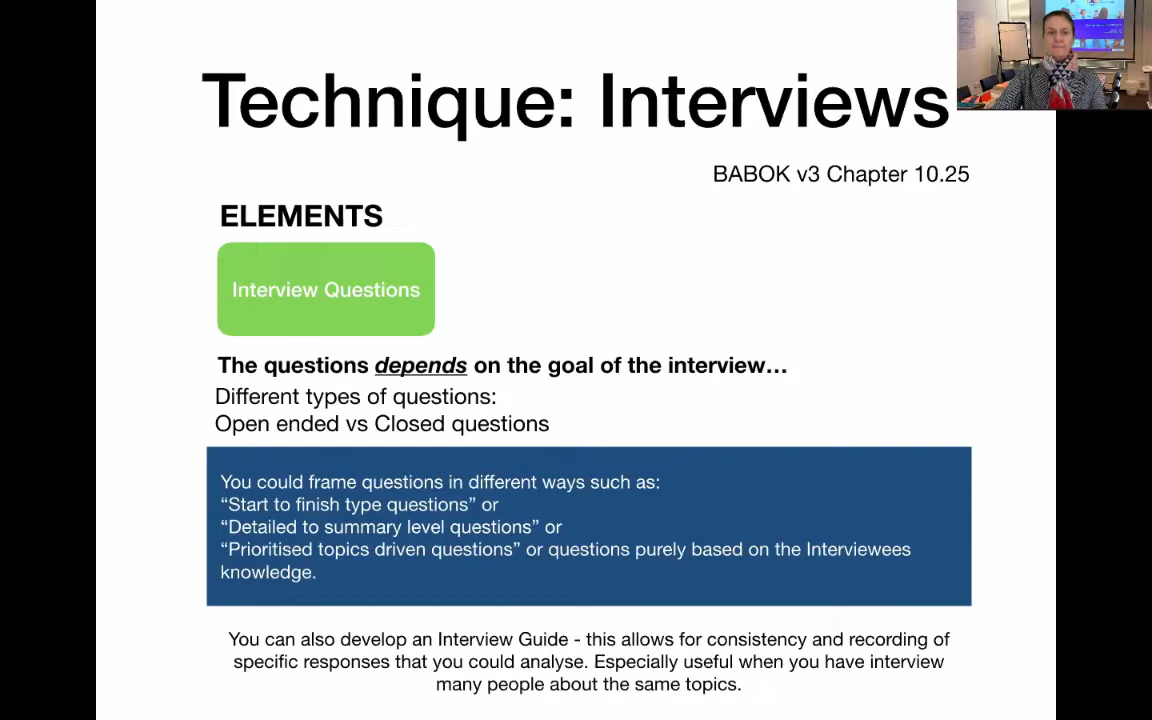 Technique: Interviews
BABOK v3 Chapter 10.25
ELEMENTS
Interview Questions
The questions depends on the goal of the interview...
Different types of questions:
Open ended vs Closed questions
You could frame questions in different ways such as:
“Start to finish type questions” or
“Detailed to summary level questions” or
“Prioritised topics driven questions” or questions purely based on the Interviewees
knowledge.
You can also develop an Interview Guide - this allows for consistency and recording of
specific responses that you could analyse. Especially useful when you have interview
many people about the same topics.